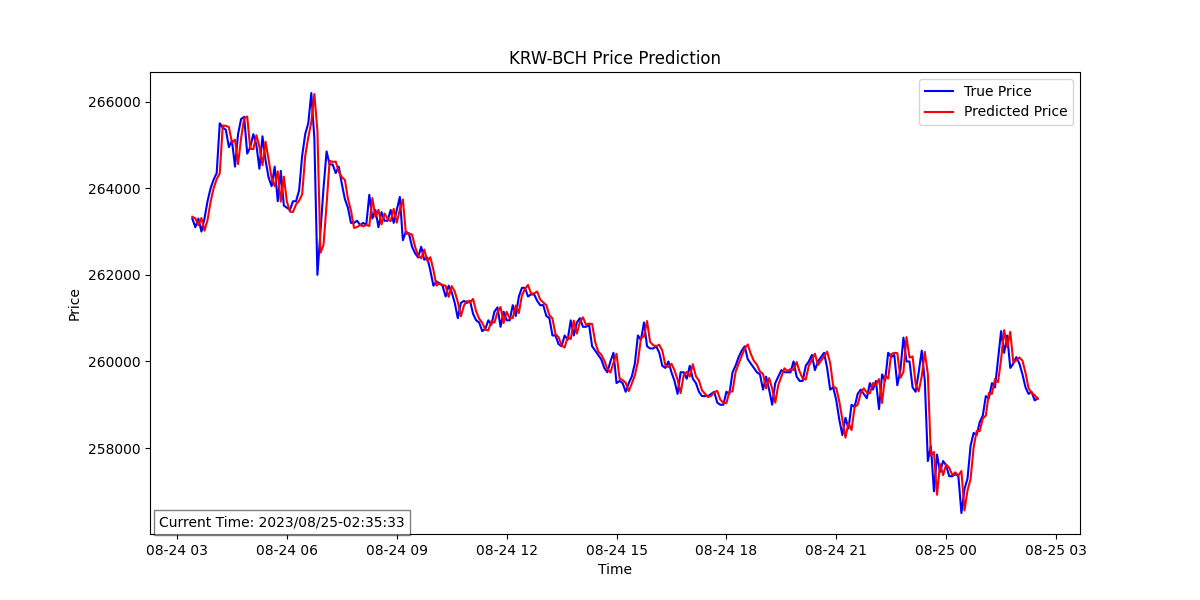 KRW-BCH Price Prediction
True Price
Predicted Price
266000
264000
262000
260000
258000
Price
Current Time: 2023/08/25-02:35:33
08-24 03
08-24 06
08-24 09
08-24 12
08-24 15
08-24 18
08-24 21
08-25 00
08-25 03
Time